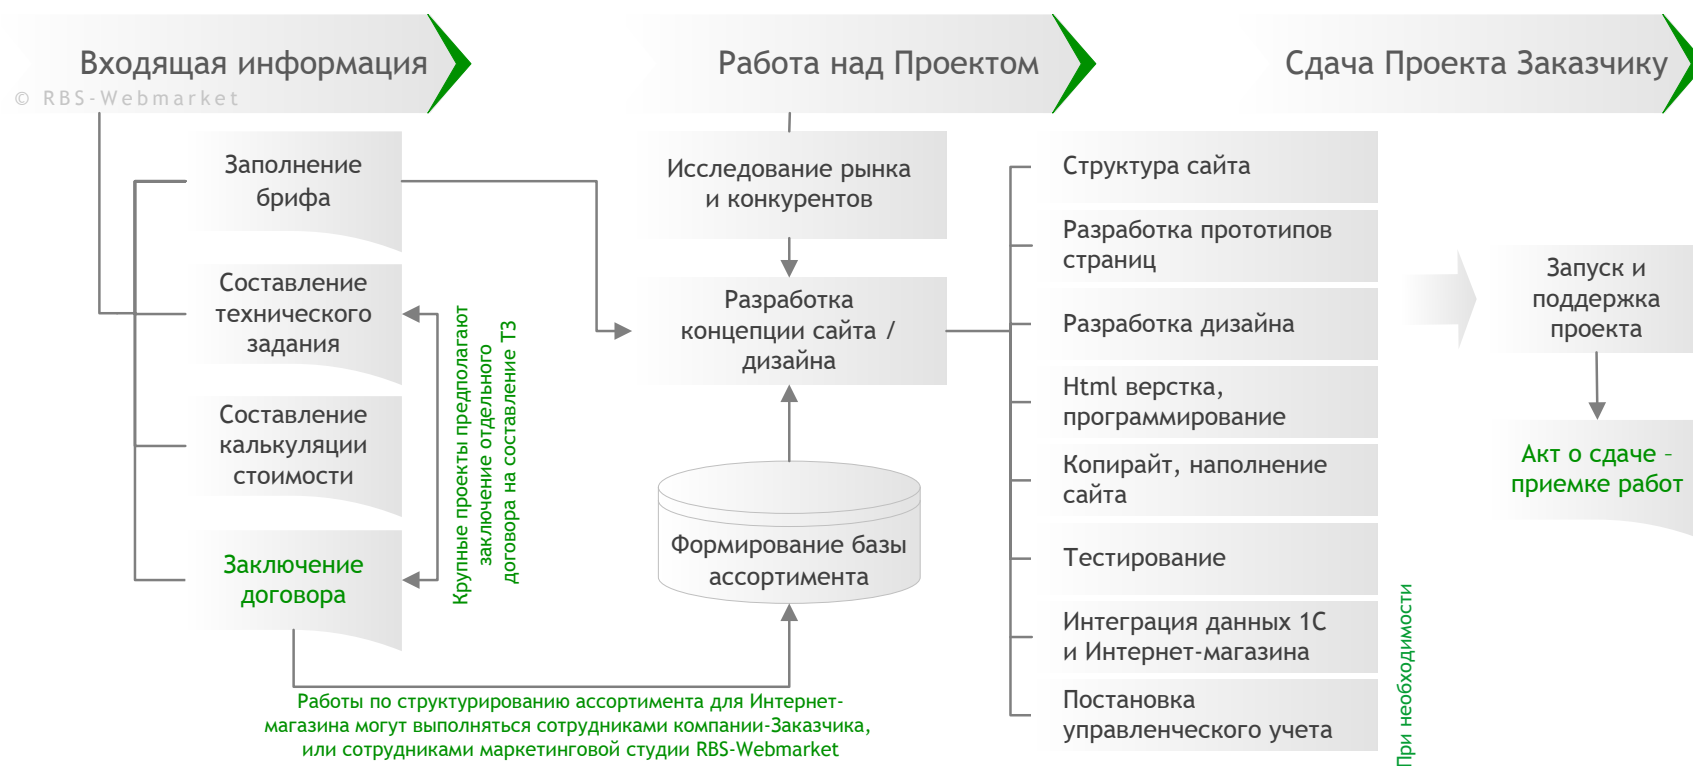 Входящая информация
© RBS-Webmarket
Работа над Проектом
Сдача Проекта Заказчику
Заполнение
брифа
Составление
технического
задания
Составление
калькуляции
стоимости
Заключение
договора
Крупные проекты предполагают
заключение отдельного
договора на составление ТЗ
Исследование рынка
и конкурентов
Разработка
концепции сайта /
дизайна
Формирование базы
ассортимента
Работы по структурированию ассортимента для Интернет-
магазина могут выполняться сотрудниками компании-Заказчика,
или сотрудниками маркетинговой студии RBS-Webmarket
Структура сайта
Разработка прототипов
страниц
Разработка дизайна
Html верстка,
программирование
Копирайт, наполнение
сайта
Тестирование
Интеграция данных 1С
и Интернет-магазина
Постановка
управленческого учета
При необходимости
Запуск и
поддержка
проекта
Акт о сдаче –
приемке работ